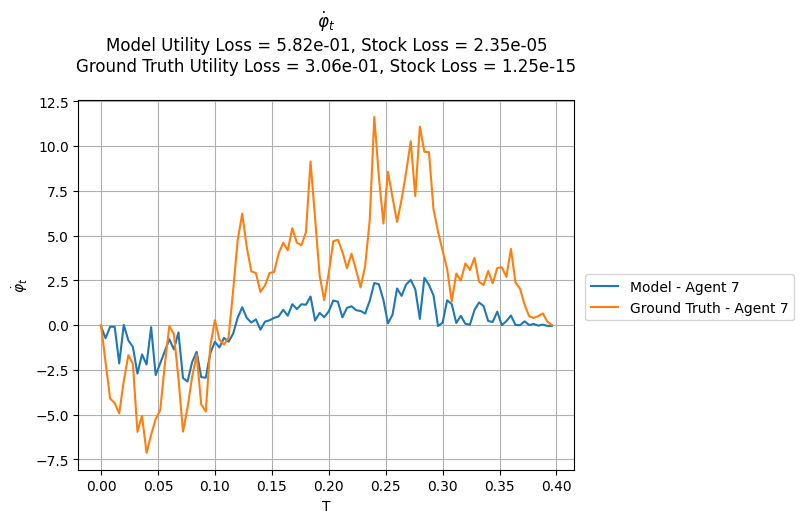 φ̇ₜ
Model Utility Loss = 5.82e-01, Stock Loss = 2.35e-05
Ground Truth Utility Loss = 3.06e-01, Stock Loss = 1.25e-15
12.5
10.0
7.5
5.0
2.5
0.0
−2.5
−5.0
−7.5
φ̇ₜ
0.00 0.05 0.10 0.15 0.20 0.25 0.30 0.35 0.40
T
Model - Agent 7
Ground Truth - Agent 7